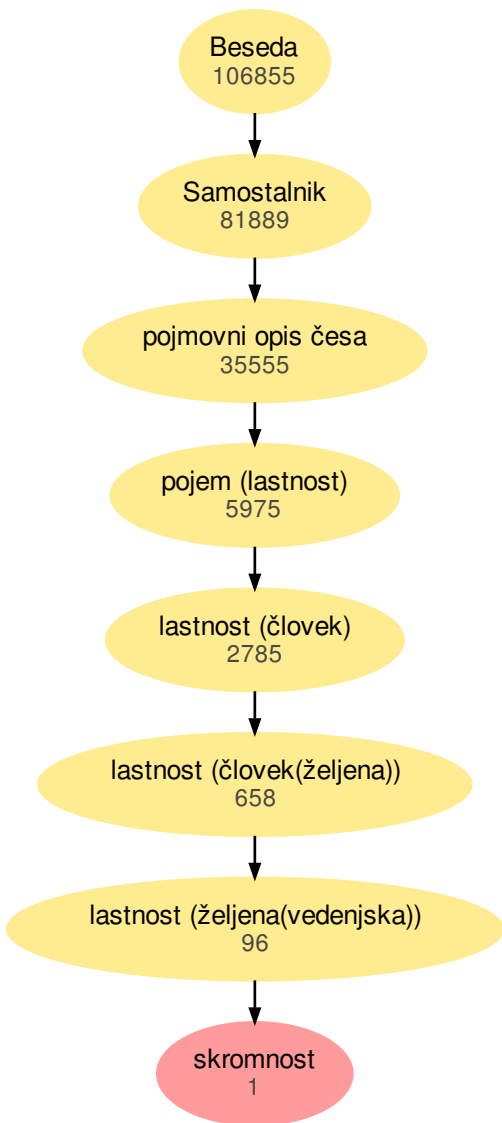 Beseda
106855
Samostalnik
81889
pojmovni opis česa
35555
pojem (lastnost)
5975
lastnost (človek)
2785
lastnost (človek(željena))
658
lastnost (željena(vedenjska))
96
skromnost
1